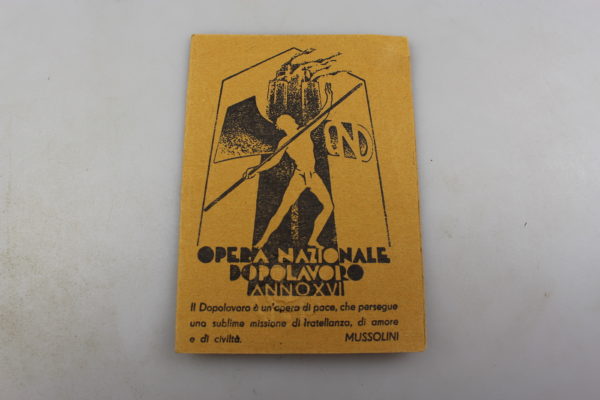 OND
OPERA NAZIONALE
DOPOLAVORO
ANNO XVI
Il Dopolavoro è un'opera di pace, che persegue
una sublime missione di fratellanza, di amore
e di civiltà. MUSSOLINI